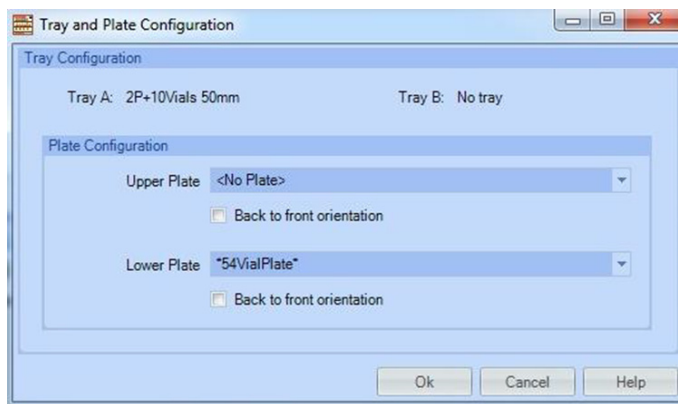 Tray and Plate Configuration
Tray Configuration
Tray A: 2P+10Vials 50mm Tray B: No tray
Plate Configuration
Upper Plate <No Plate>
Back to front orientation
Lower Plate *54VialPlate*
Back to front orientation
Ok Cancel Help